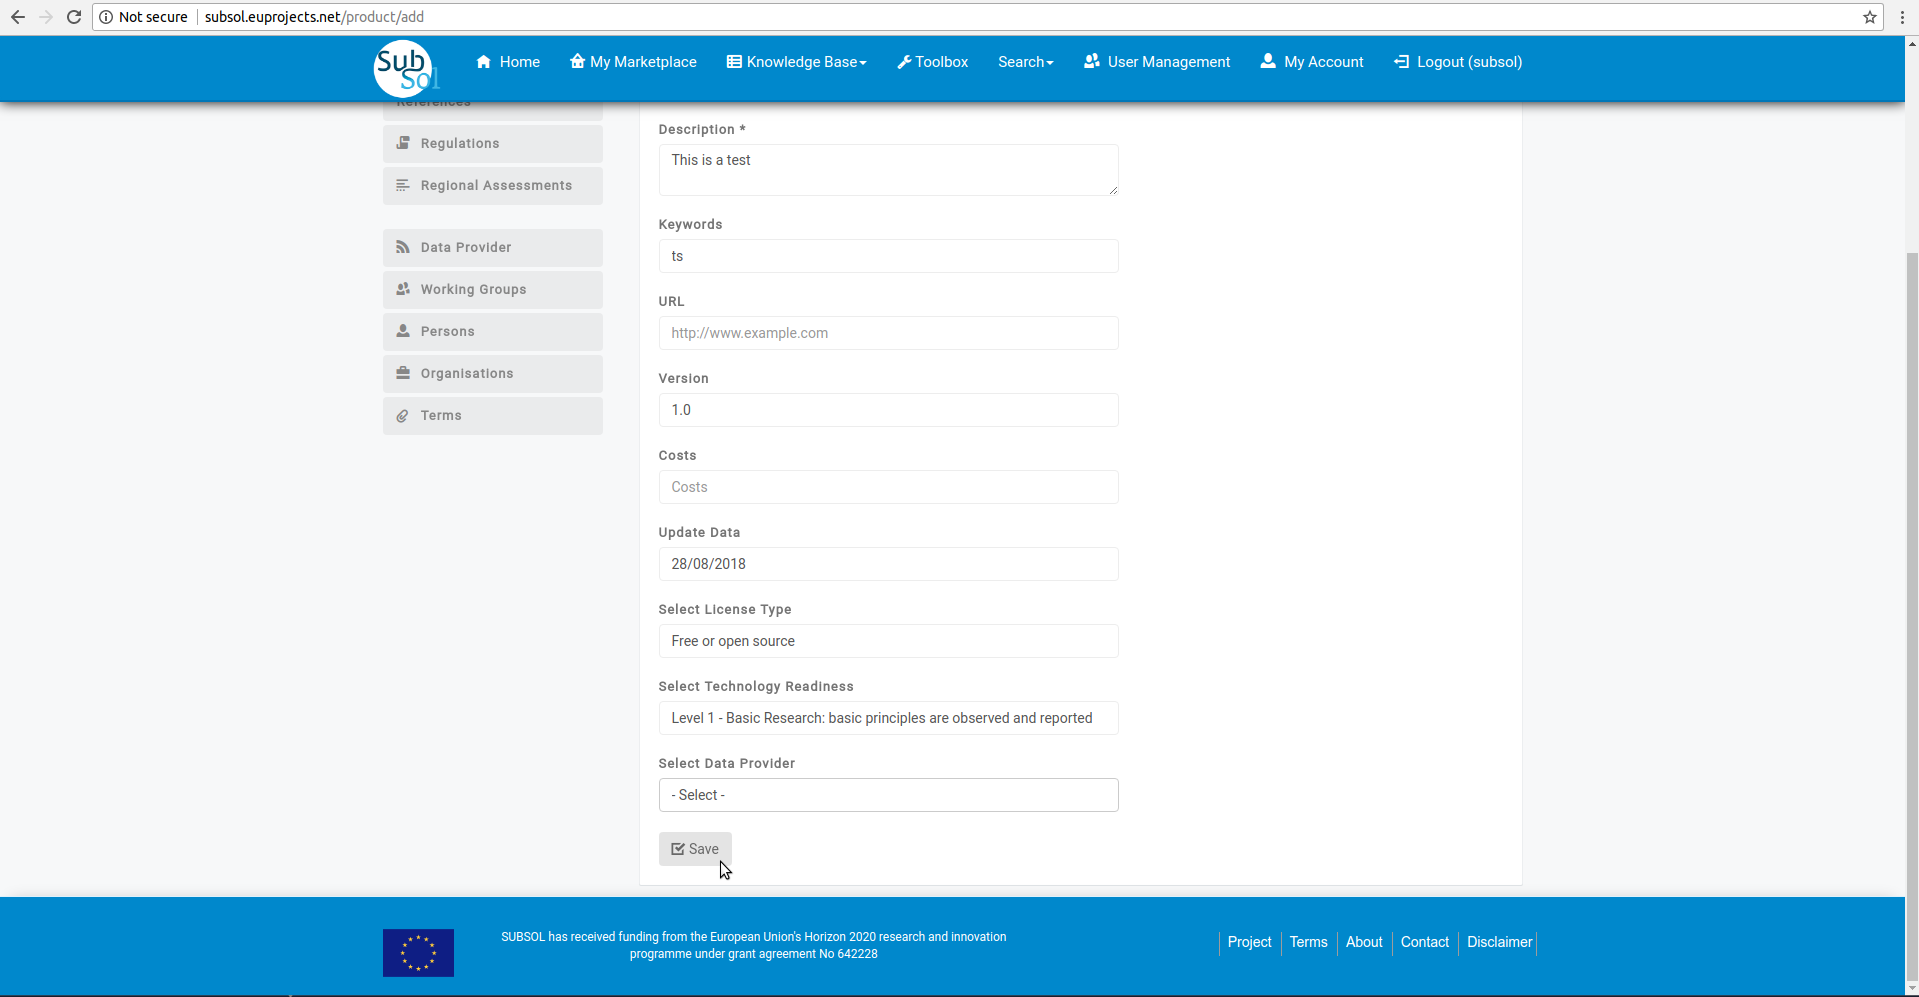 Not secure
subsol.euprojects.net/product/add
Sub
Sol
Home
My Marketplace
Knowledge Base
Toolbox
Search
User Management
My Account
Logout (subsol)
References
Regulations
Regional Assessments
Data Provider
Working Groups
Persons
Organisations
Terms
Description *
This is a test
Keywords
ts
URL
http://www.example.com
Version
1.0
Costs
Costs
Update Data
28/08/2018
Select License Type
Free or open source
Select Technology Readiness
Level 1 - Basic Research: basic principles are observed and reported
Select Data Provider
- Select -
Save
SUBSOL has received funding from the European Union's Horizon 2020 research and innovation
programme under grant agreement No 642228
Project
Terms
About
Contact
Disclaimer